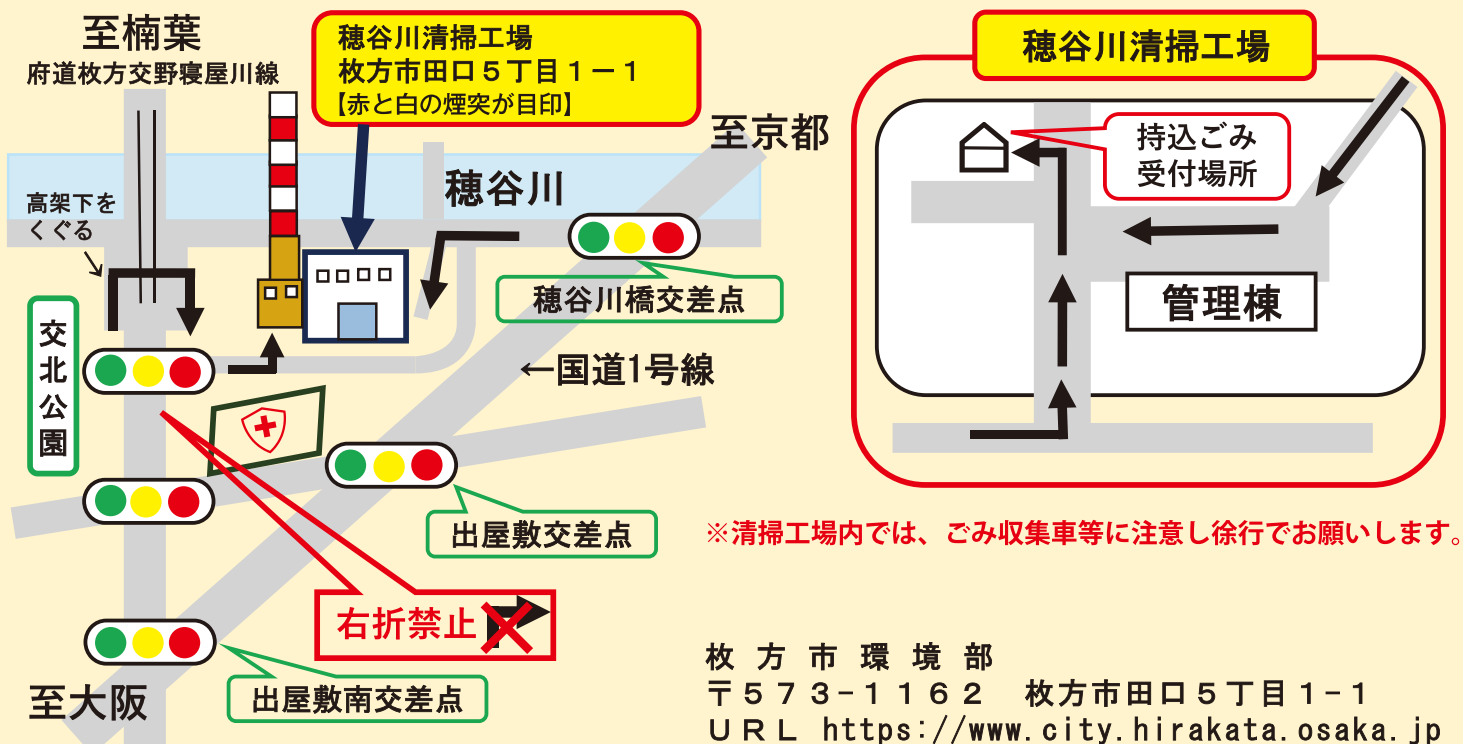 至楠葉
府道枚方交野寝屋川線
穂谷川清掃工場
枚方市田口５丁目１ー１
【赤と白の煙突が目印】
至京都
穂谷川
高架下を
くぐる
穂谷川橋交差点
交北公園
←国道1号線
出屋敷交差点
右折禁止
出屋敷南交差点
至大阪
穂谷川清掃工場
持込ごみ
受付場所
管理棟
※清掃工場内では、ごみ収集車等に注意し徐行でお願いします。
枚方市環境部
〒５７３-１１６２　枚方市田口５丁目１-１
ＵＲＬ https://www.city.hirakata.osaka.jp